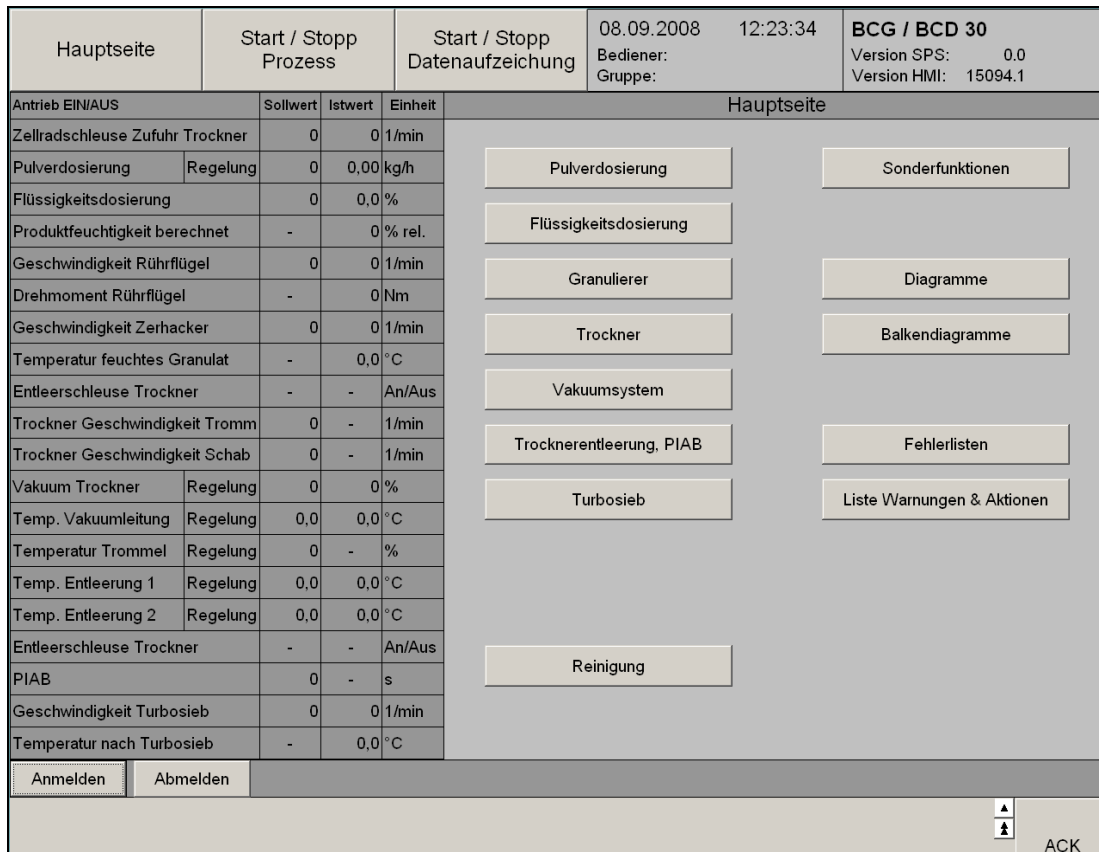 Hauptseite
Start / Stopp
Prozess
Start / Stopp
Datenaufzeichung
08.09.2008 12:23:34
Bediener:
Gruppe:
BCG / BCD 30
Version SPS: 0.0
Version HMI: 15094.1
Antrieb EIN/AUS Sollwert Istwert Einheit
Zellradschleuse Zufuhr Trockner 0 0 1/min
Pulverdosierung Regelung 0 0,00 kg/h
Flüssigkeitsdosierung 0 0,0 %
Produktfeuchtigkeit berechnet - 0 % rel.
Geschwindigkeit Rührflügel 0 0 1/min
Drehmoment Rührflügel - 0 Nm
Geschwindigkeit Zerhacker 0 0 1/min
Temperatur feuchtes Granulat - 0,0 °C
Entleerschleuse Trockner - - An/Aus
Trockner Geschwindigkeit Tromm 0 - 1/min
Trockner Geschwindigkeit Schab 0 - 1/min
Vakuum Trockner Regelung 0 0 %
Temp. Vakuumleitung Regelung 0,0 0,0 °C
Temperatur Trommel Regelung 0 - %
Temp. Entleerung 1 Regelung 0,0 0,0 °C
Temp. Entleerung 2 Regelung 0,0 0,0 °C
Entleerschleuse Trockner - - An/Aus
PIAB 0 - s
Geschwindigkeit Turbosieb 0 0 1/min
Temperatur nach Turbosieb - 0,0 °C
Hauptseite
Pulverdosierung Sonderfunktionen
Flüssigkeitsdosierung
Granulierer Diagramme
Trockner Balkendiagramme
Vakuumsystem
Trocknerentleerung, PIAB Fehlerlisten
Turbosieb Liste Warnungen & Aktionen
Reinigung
Anmelden Abmelden
ACK